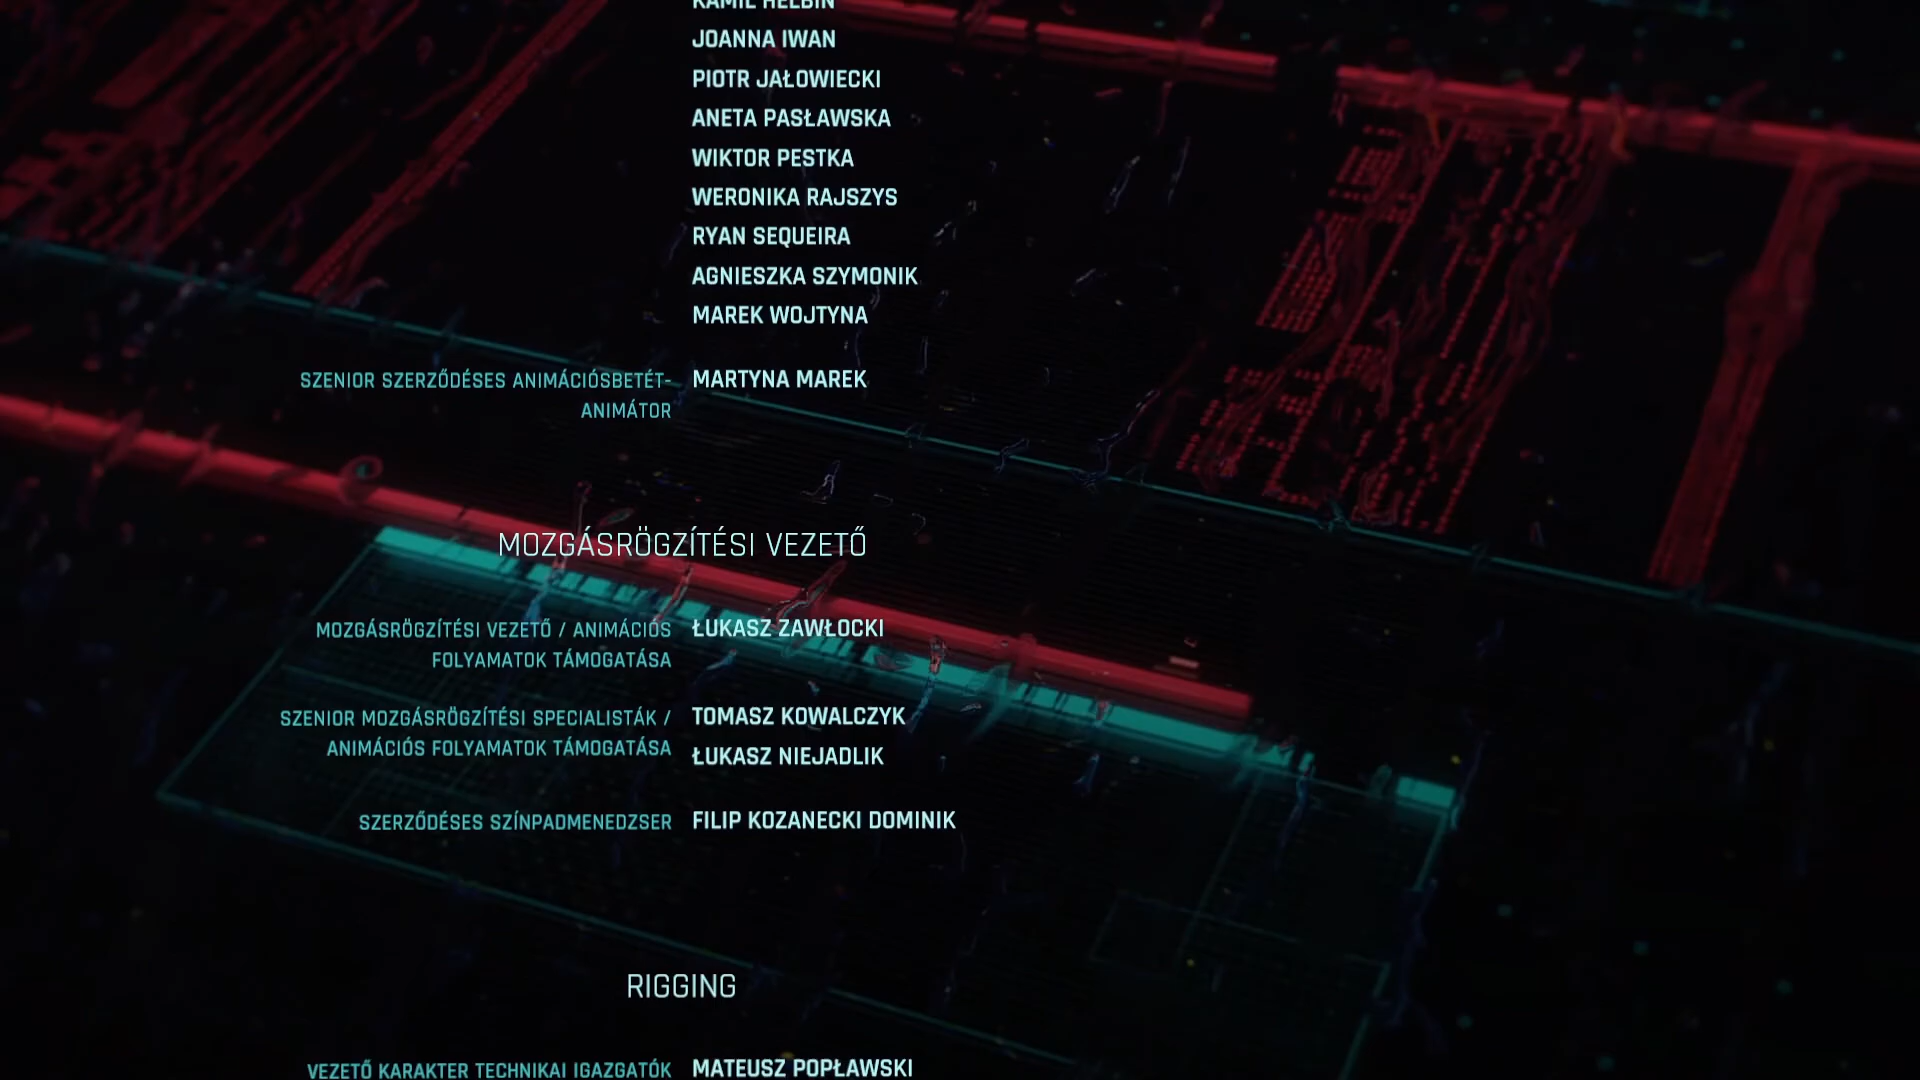 KAMIL HELBIN
JOANNA IWAN
PIOTR JAŁOWIECKI
ANETA PASŁAWSKA
WIKTOR PESTKA
WERONIKA RAJSZYS
RYAN SEQUEIRA
AGNIESZKA SZYMONIK
MAREK WOJTYNA
SZENIOR SZERZŐDÉSES ANIMÁCIÓSBETÉT- MARTYNA MAREK
ANIMÁTOR
MOZGÁSRÖGZÍTÉSI VEZETŐ
MOZGÁSRÖGZÍTÉSI VEZETŐ / ANIMÁCIÓS ŁUKASZ ZAWŁOCKI
FOLYAMATOK TÁMOGATÁSA
SZENIOR MOZGÁSRÖGZÍTÉSI SPECIALISTÁK / TOMASZ KOWALCZYK
ANIMÁCIÓS FOLYAMATOK TÁMOGATÁSA ŁUKASZ NIEJADLIK
SZERZŐDÉSES SZÍNPADMENEDZSER FILIP KOZANECKI DOMINIK
RIGGING
VEZETŐ KARAKTER TECHNIKAI IGAZGATÓK MATEUSZ POPŁAWSKI